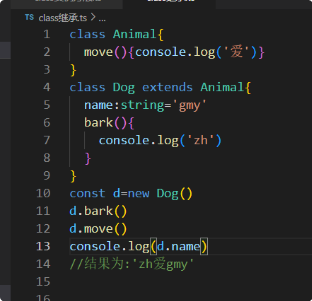 class继承.ts > ...
1 class Animal{
2 move(){console.log('爱')}
3 }
4 class Dog extends Animal{
5 name:string='gmy'
6 bark(){
7 console.log('zh')
8 }
9 }
10 const d=new Dog()
11 d.bark()
12 d.move()
13 console.log(d.name)
14 //结果为:'zh爱gmy'
15
16